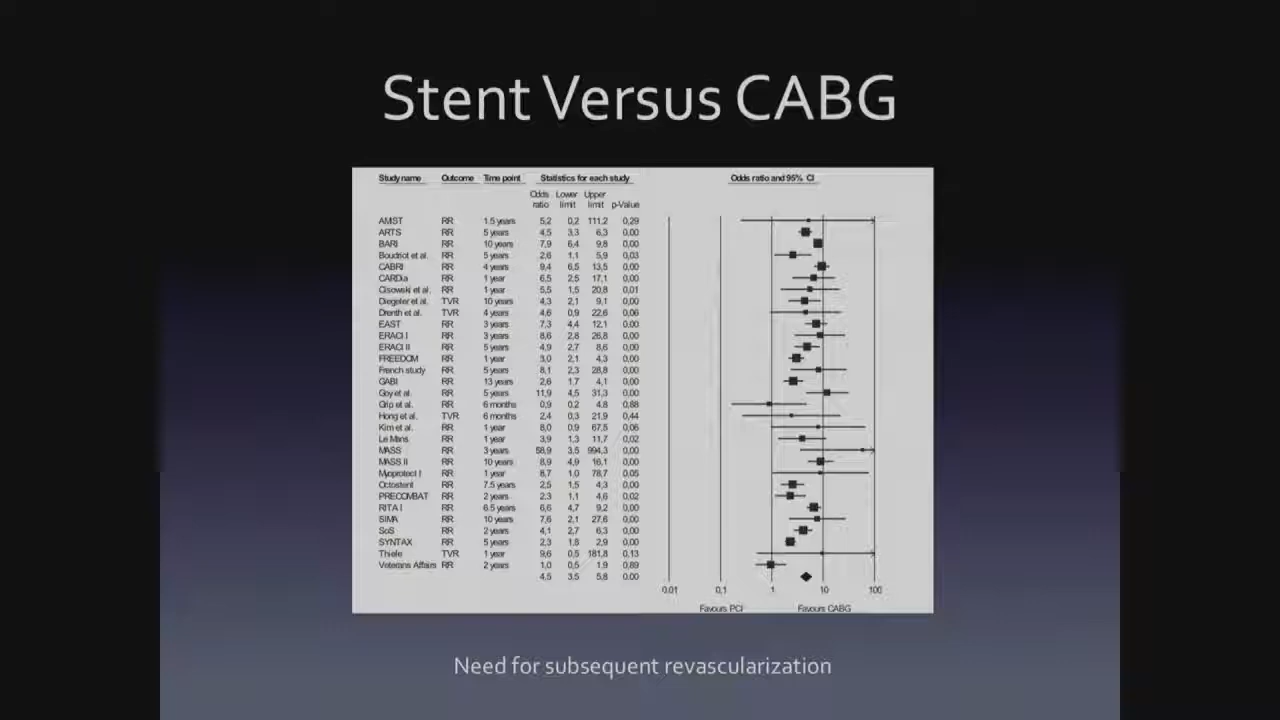 Stent Versus CABG
Study name Outcome Time point Statistics for each study Odds ratio and 95% CI
Odds Lower Upper
ratio limit limit p-Value
AMIST RR 1.5 years 5,2 0,2 111,2 0,29
ARTS RR 5 years 4,5 3,3 6,3 0,00
BARI RR 10 years 7,9 6,4 9,8 0,00
Boudriot et al. RR 5 years 2,6 1,1 5,9 0,03
CABRI RR 4 years 9,4 6,5 13,5 0,00
CARDia RR 1 year 6,5 2,5 17,1 0,00
Cisowski et al. RR 1 year 5,5 1,5 20,8 0,01
Diegeler et al. TVR 10 years 4,3 2,1 9,1 0,00
Drenth et al. TVR 4 years 4,6 0,9 22,6 0,06
EAST RR 3 years 7,3 4,4 12,1 0,00
ERACI I RR 3 years 8,6 2,8 26,8 0,00
ERACI II RR 5 years 4,9 2,7 8,6 0,00
FREEDOM RR 1 year 3,0 2,1 4,3 0,00
French study RR 5 years 8,1 2,3 28,8 0,00
GABI RR 13 years 2,6 1,7 4,1 0,00
Goy et al. RR 5 years 11,9 4,5 31,3 0,00
Grip et al. RR 6 months 0,9 0,2 4,8 0,88
Hong et al. TVR 6 months 2,4 0,3 21,9 0,44
Kim et al. RR 1 year 8,0 0,9 67,5 0,06
Le Mans RR 1 year 3,9 1,3 11,7 0,02
MASS RR 3 years 58,9 3,5 994,3 0,00
MASS II RR 10 years 8,9 4,9 16,1 0,00
Myoprotect I RR 1 year 8,7 1,0 78,7 0,05
Octostent RR 7.5 years 2,5 1,5 4,3 0,00
PRECOMBAT RR 2 years 2,3 1,1 4,6 0,02
RITA I RR 6.5 years 6,6 4,7 9,2 0,00
SIMA RR 10 years 7,6 2,1 27,6 0,00
SoS RR 2 years 4,1 2,7 6,3 0,00
SYNTAX RR 5 years 2,3 1,8 2,9 0,00
Thiele TVR 1 year 9,6 0,5 181,8 0,13
Veterans Affairs RR 2 years 1,0 0,5 1,9 0,89
4,5 3,5 5,8 0,00
0,01 0,1 1 10 100
Favours PCI Favours CABG
Need for subsequent revascularization